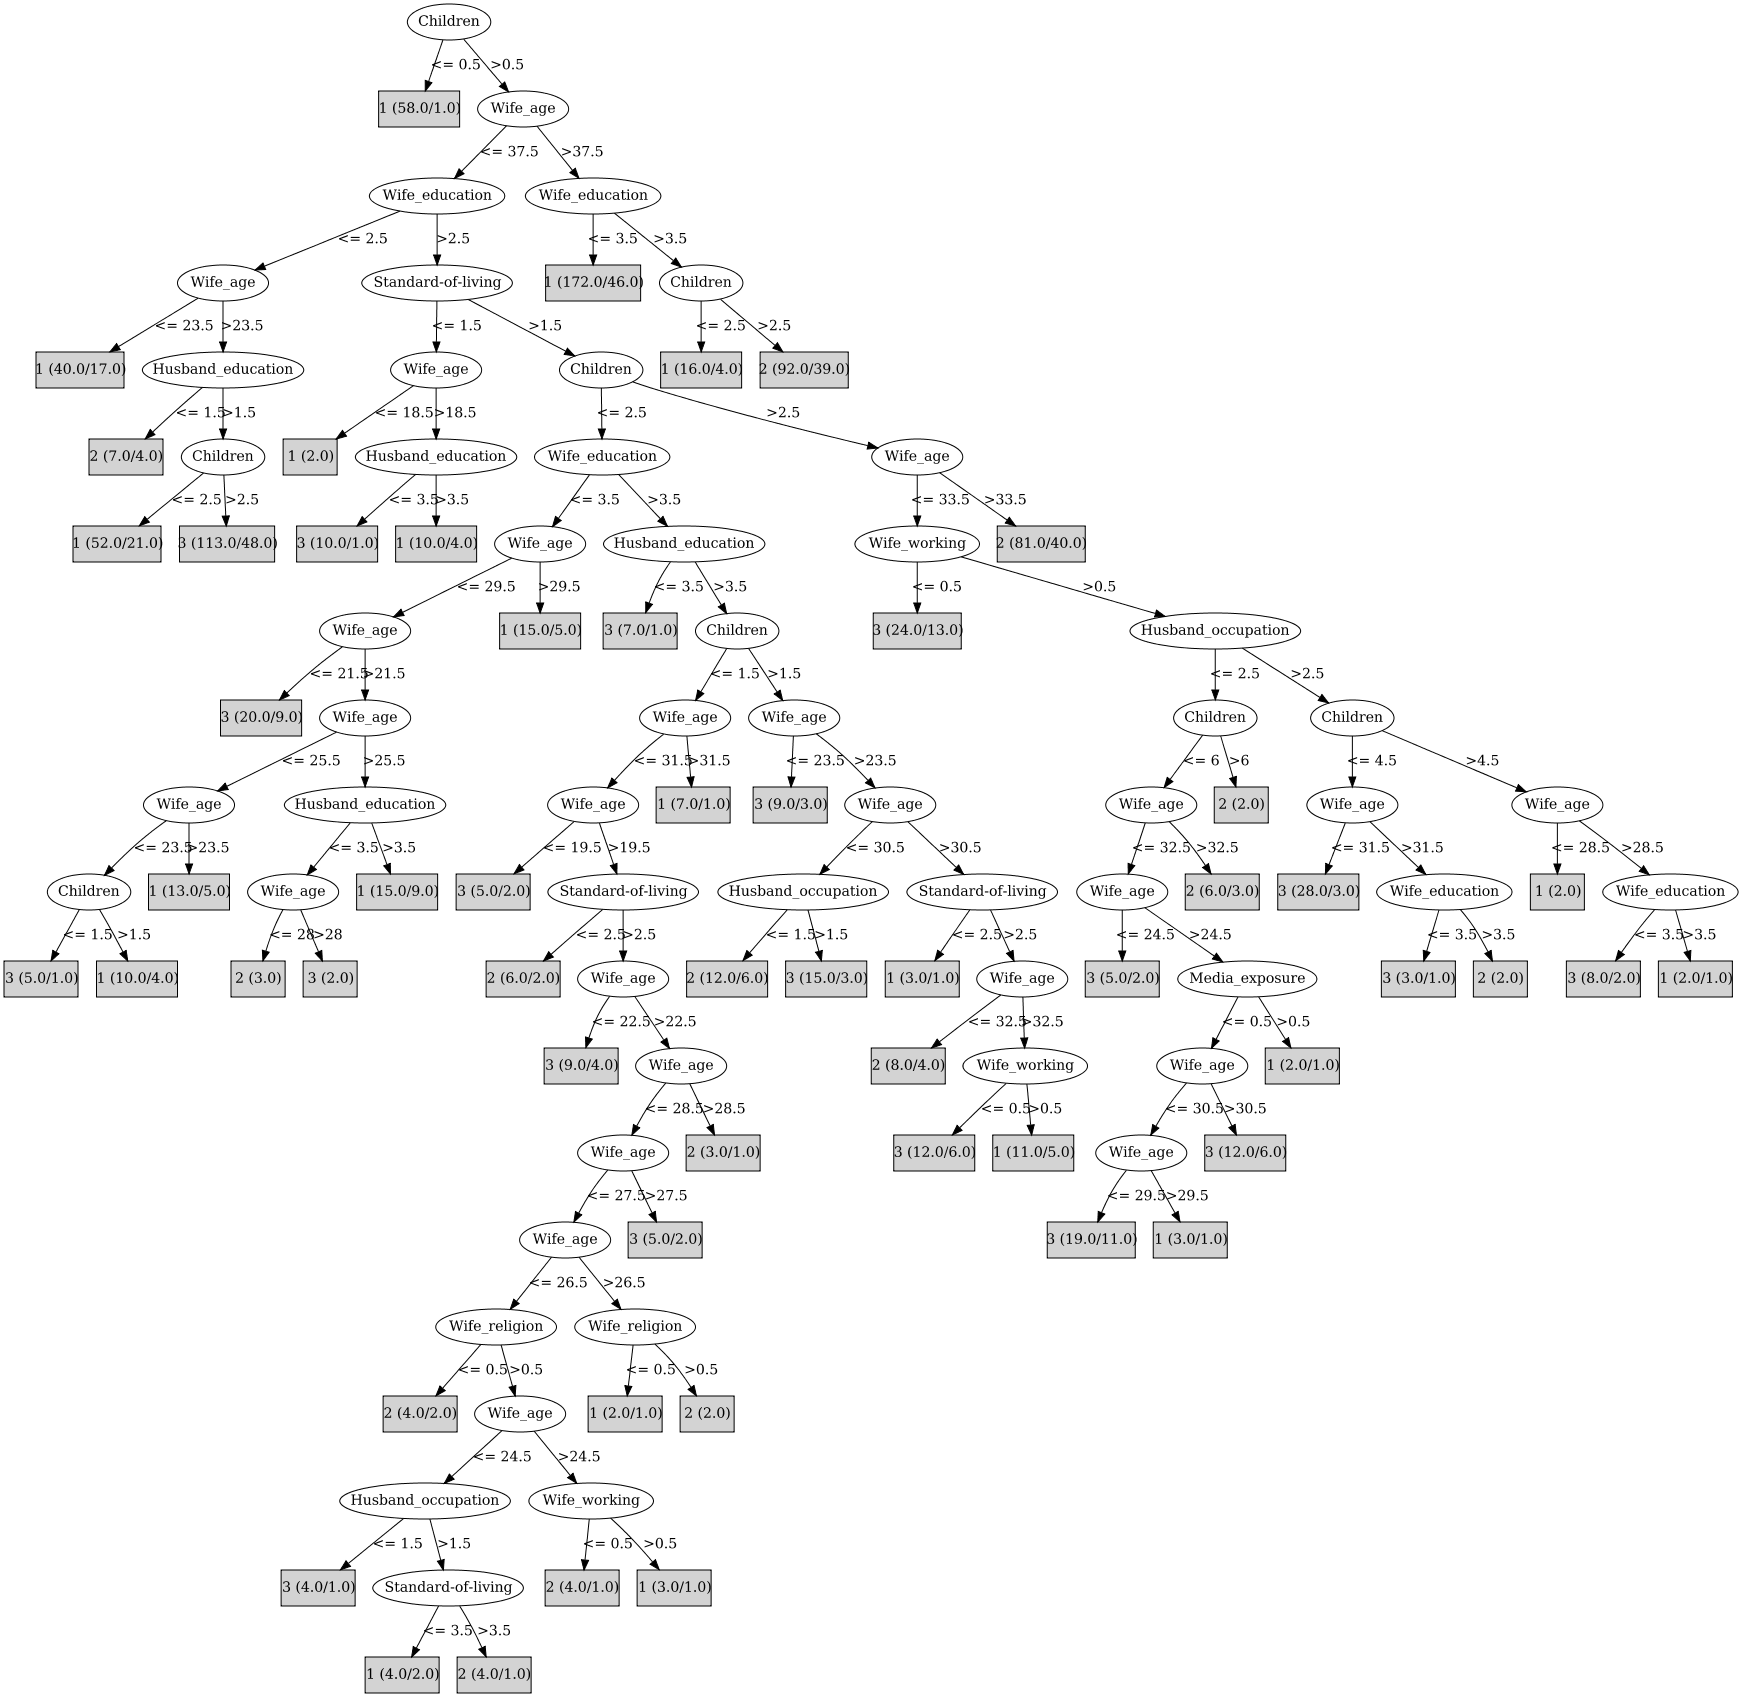 Children
<= 0.5 >0.5
1 (58.0/1.0) Wife_age
<= 37.5 >37.5
Wife_education Wife_education
<= 2.5 >2.5 <= 3.5 >3.5
Wife_age Standard-of-living 1 (172.0/46.0) Children
<= 23.5 >23.5 <= 1.5 >1.5 <= 2.5 >2.5
1 (40.0/17.0) Husband_education Wife_age Children 1 (16.0/4.0) 2 (92.0/39.0)
<= 1.5 >1.5 <= 18.5 >18.5 <= 2.5 >2.5
2 (7.0/4.0) Children 1 (2.0) Husband_education Wife_education Wife_age
<= 2.5 >2.5 <= 3.5 >3.5 <= 3.5 >3.5 <= 33.5 >33.5
1 (52.0/21.0) 3 (113.0/48.0) 3 (10.0/1.0) 1 (10.0/4.0) Wife_age Husband_education Wife_working 2 (81.0/40.0)
<= 29.5 >29.5 <= 3.5 >3.5 <= 0.5 >0.5
Wife_age 1 (15.0/5.0) 3 (7.0/1.0) Children 3 (24.0/13.0) Husband_occupation
<= 21.5 >21.5 <= 1.5 >1.5 <= 2.5 >2.5
3 (20.0/9.0) Wife_age Wife_age Wife_age Children Children
<= 25.5 >25.5 <= 31.5 >31.5 <= 23.5 >23.5 <= 6 >6 <= 4.5 >4.5
Wife_age Husband_education Wife_age 1 (7.0/1.0) 3 (9.0/3.0) Wife_age Wife_age 2 (2.0) Wife_age Wife_age
<= 23.5 >23.5 <= 3.5 >3.5 <= 19.5 >19.5 <= 30.5 >30.5 <= 32.5 >32.5 <= 31.5 >31.5 <= 28.5 >28.5
Children 1 (13.0/5.0) Wife_age 1 (15.0/9.0) 3 (5.0/2.0) Standard-of-living Husband_occupation Standard-of-living Wife_age 2 (6.0/3.0) 3 (28.0/3.0) Wife_education 1 (2.0) Wife_education
<= 1.5 >1.5 <= 28 >28 <= 2.5 >2.5 <= 1.5 >1.5 <= 2.5 >2.5 <= 24.5 >24.5 <= 3.5 >3.5 <= 3.5 >3.5
3 (5.0/1.0) 1 (10.0/4.0) 2 (3.0) 3 (2.0) 2 (6.0/2.0) Wife_age 2 (12.0/6.0) 3 (15.0/3.0) 1 (3.0/1.0) Wife_age 3 (5.0/2.0) Media_exposure 3 (3.0/1.0) 2 (2.0) 3 (8.0/2.0) 1 (2.0/1.0)
<= 22.5 >22.5 <= 32.5 >32.5 <= 0.5 >0.5
3 (9.0/4.0) Wife_age 2 (8.0/4.0) Wife_working Wife_age 1 (2.0/1.0)
<= 28.5 >28.5 <= 0.5 >0.5 <= 30.5 >30.5
Wife_age 2 (3.0/1.0) 3 (12.0/6.0) 1 (11.0/5.0) Wife_age 3 (12.0/6.0)
<= 27.5 >27.5 <= 29.5 >29.5
Wife_age 3 (5.0/2.0) 3 (19.0/11.0) 1 (3.0/1.0)
<= 26.5 >26.5
Wife_religion Wife_religion
<= 0.5 >0.5 <= 0.5 >0.5
2 (4.0/2.0) Wife_age 1 (2.0/1.0) 2 (2.0)
<= 24.5 >24.5
Husband_occupation Wife_working
<= 1.5 >1.5 <= 0.5 >0.5
3 (4.0/1.0) Standard-of-living 2 (4.0/1.0) 1 (3.0/1.0)
<= 3.5 >3.5
1 (4.0/2.0) 2 (4.0/1.0)